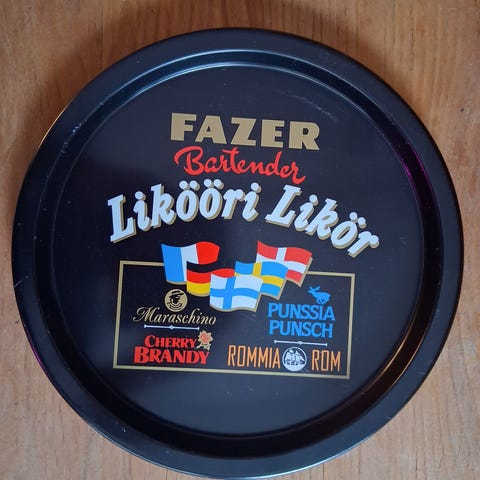 FAZER
Bartender
Likööri Likör
Maraschino
PUNSSIA
PUNSCH
CHERRY
BRANDY
ROMMIA ROM